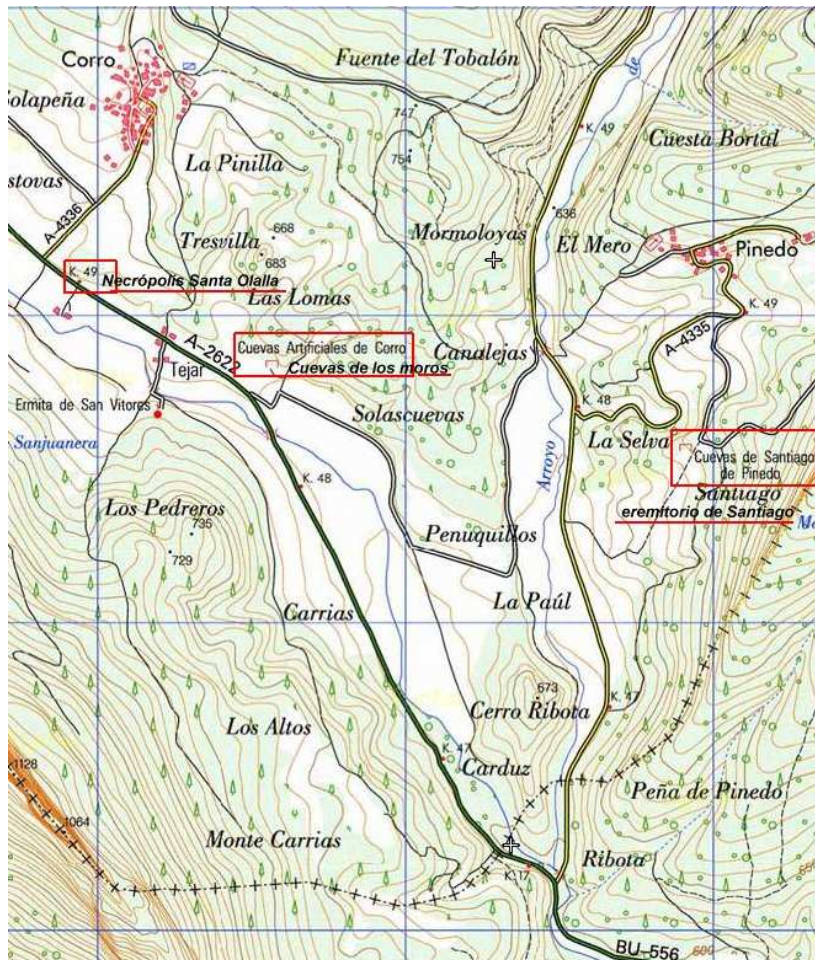 Fuente del Tobalón
Corro
de
olapeña
747
K. 49
Cuesta Bortal
754
La Pinilla
stovas
A-4336
636
668
Mormoloyas
Tresvilla
El Mero
Pinedo
683
K. 49
Necrópolis Santa Olalla
Las Lomas
K. 49
A-4335
A-2622
Cuevas Artificiales de Corro
Canalejas
Tejar
Cuevas de los moros
Ermita de San Vitores
K. 48
Solascuevas
Sanjuanera
La Selva
Arroyo
Cuevas de Santiago
de Pinedo
K. 48
Santiago
Los Pedreros
eremitorio de Santiago
735
Penuquillos
729
La Paúl
Carrias
673
K. 47
Cerro Ribota
Los Altos
K. 47
Carduz
1128
Peña de Pinedo
1064
Monte Carrias
Ribota
BU-556
600